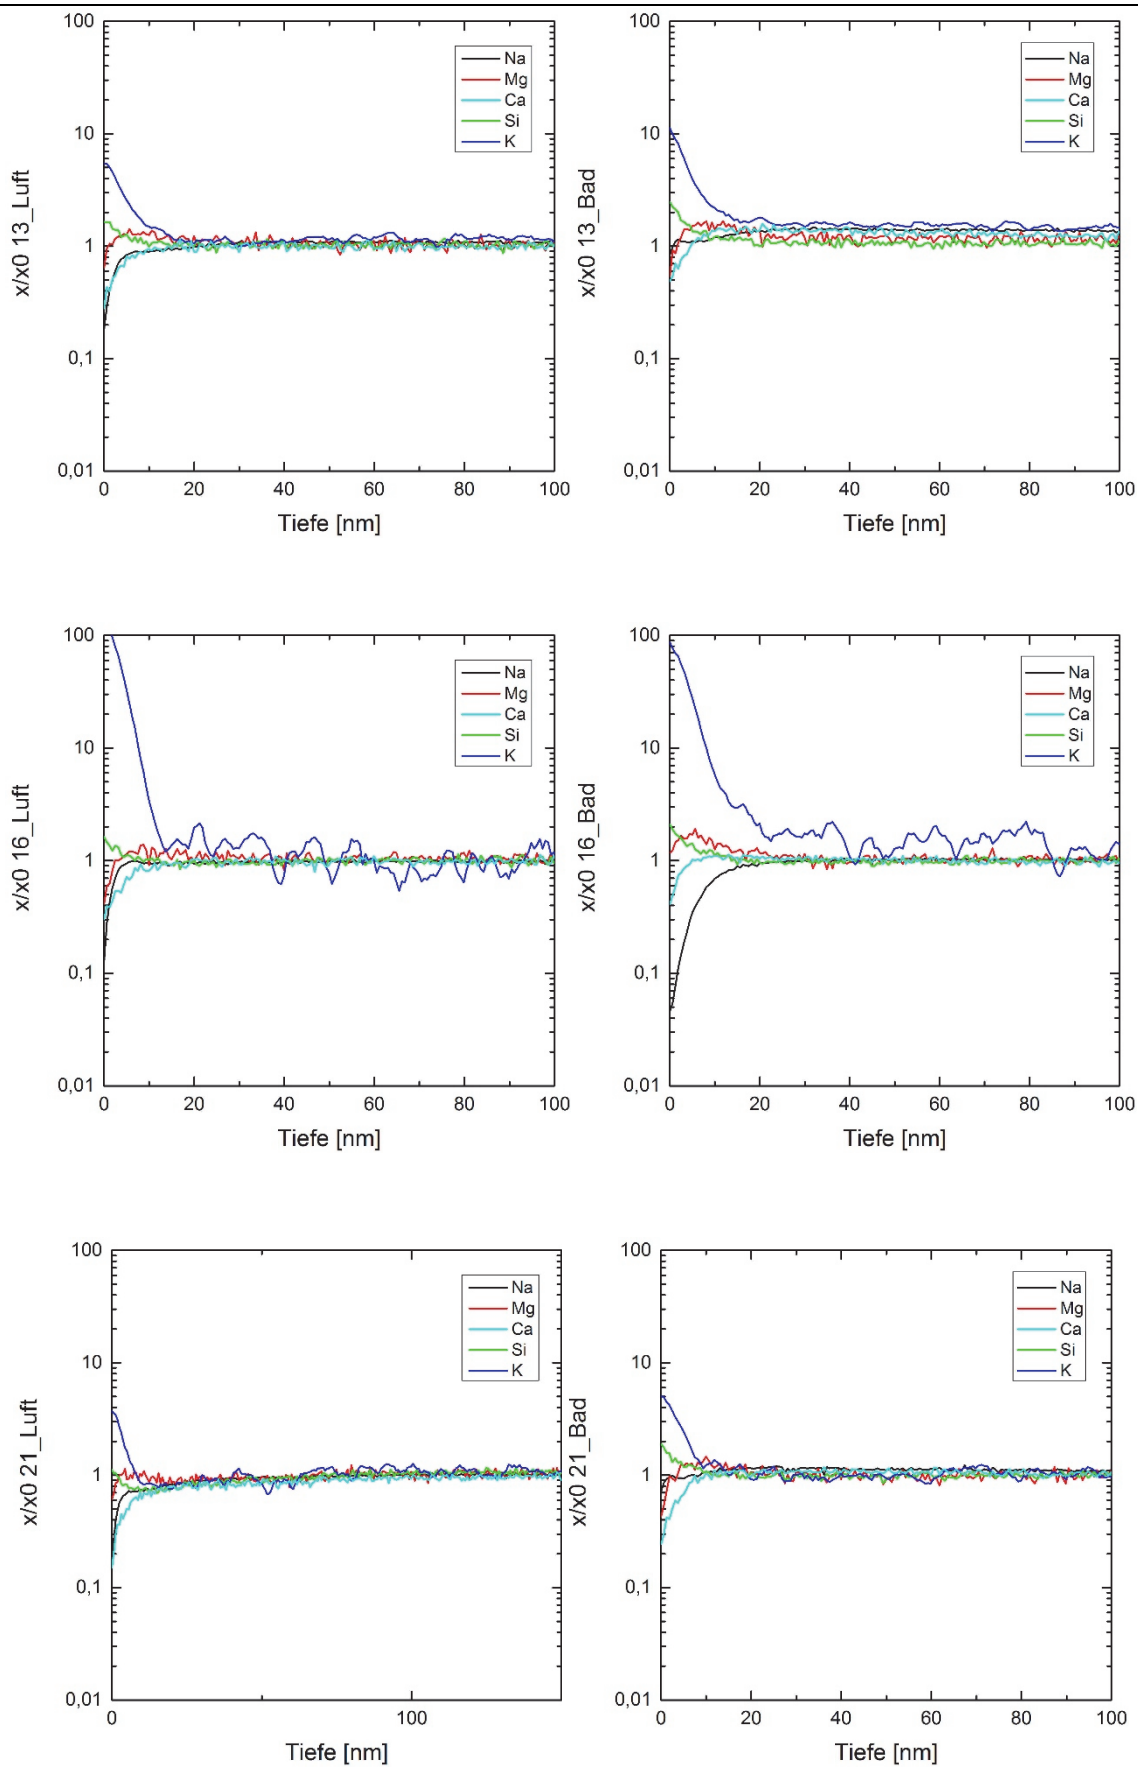 100
10
1
0,1
0,01
0 20 40 60 80 100
Tiefe [nm]
x/x0 13_Luft
Na
Mg
Ca
Si
K
100
10
1
0,1
0,01
0 20 40 60 80 100
Tiefe [nm]
x/x0 13_Bad
Na
Mg
Ca
Si
K
100
10
1
0,1
0,01
0 20 40 60 80 100
Tiefe [nm]
x/x0 16_Luft
Na
Mg
Ca
Si
K
100
10
1
0,1
0,01
0 20 40 60 80 100
Tiefe [nm]
x/x0 16_Bad
Na
Mg
Ca
Si
K
100
10
1
0,1
0,01
0 100
Tiefe [nm]
x/x0 21_Luft
Na
Mg
Ca
Si
K
100
10
1
0,1
0,01
0 20 40 60 80 100
Tiefe [nm]
x/x0 21_Bad
Na
Mg
Ca
Si
K